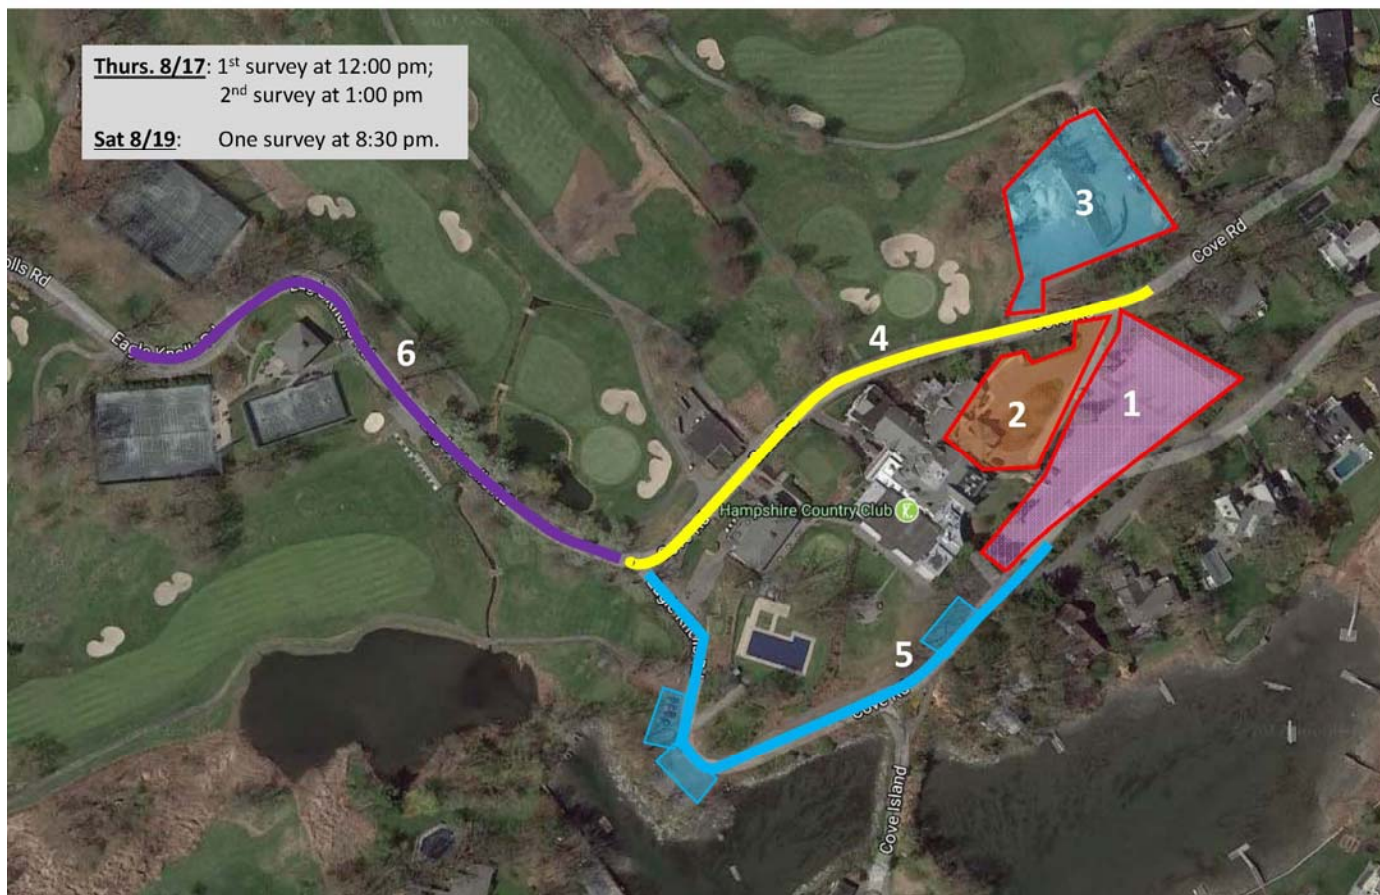 Thurs. 8/17: 1st survey at 12:00 pm;
2nd survey at 1:00 pm
Sat 8/19: One survey at 8:30 pm.
3
Cove Rd
olls Rd
4
6
1
2
Hampshire Country Club
5
Cove Rd
Cove Island